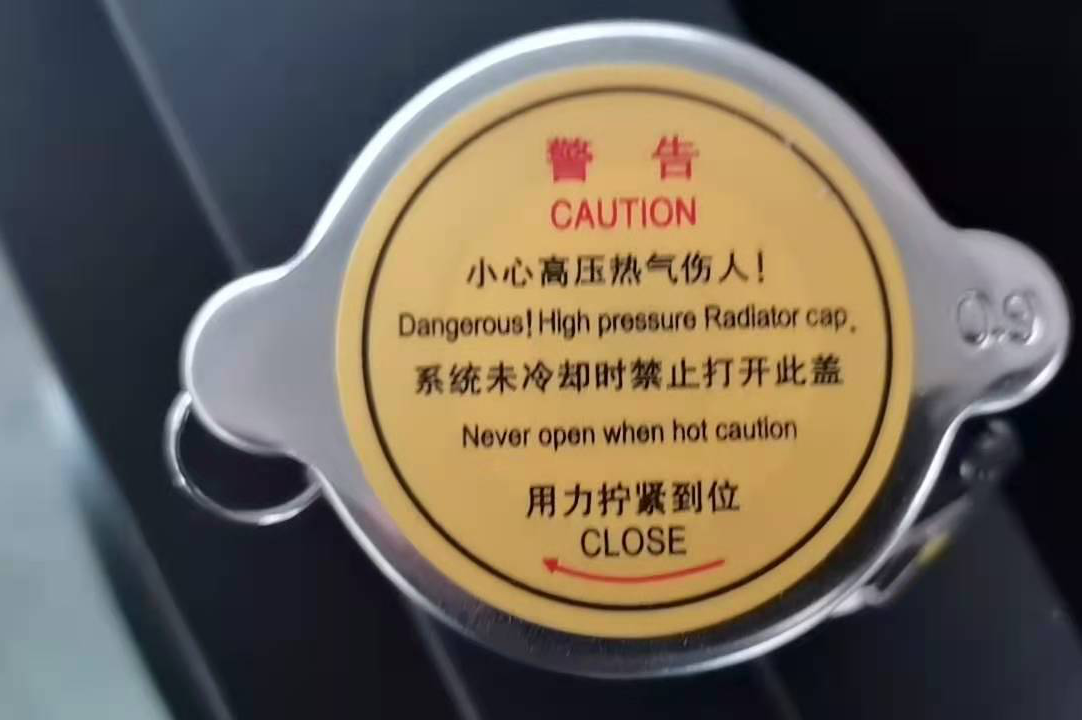 警 告
CAUTION
小心高压热气伤人!
Dangerous! High pressure Radiator cap.
系统未冷却时禁止打开此盖
Never open when hot caution
用力拧紧到位
CLOSE
0.9